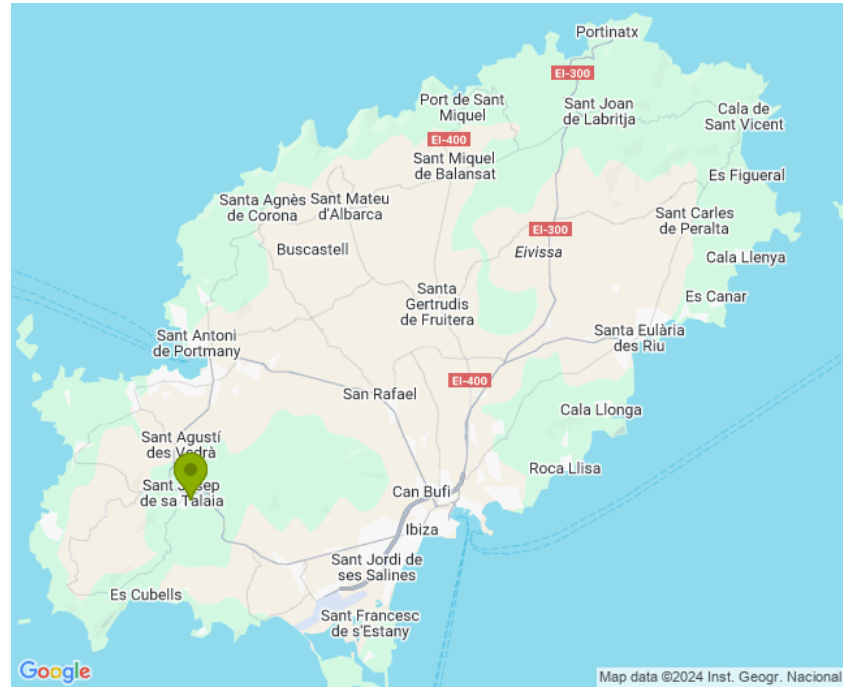 Portinatx
EI-300
Port de Sant
Miquel
Sant Joan
de Labritja
Cala de
Sant Vicent
EI-400
Sant Miquel
de Balansat
Es Figueral
Santa Agnès
de Corona
Sant Mateu
d'Albarca
Sant Carles
de Peralta
EI-300
Buscastell
Eivissa
Cala Llenya
Santa
Gertrudis
de Fruitera
Es Canar
Sant Antoni
de Portmany
Santa Eulària
des Riu
EI-400
San Rafael
Cala Llonga
Sant Agustí
des Vedrà
Roca Llisa
Sant Josep
de sa Talaia
Can Bufi
Ibiza
Sant Jordi de
ses Salines
Es Cubells
Sant Francesc
de s'Estany
Google
Map data ©2024 Inst. Geogr. Nacional